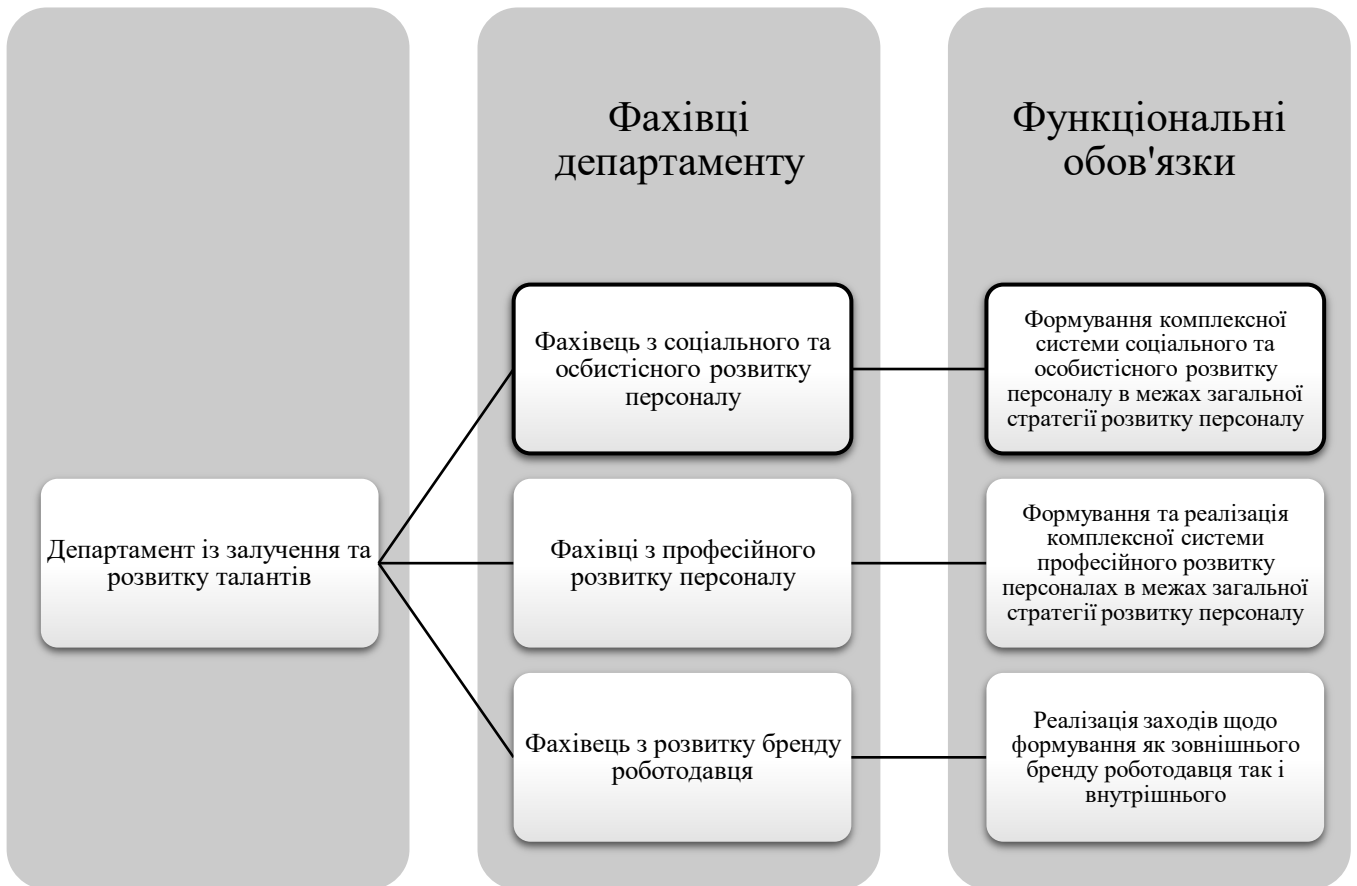 Фахівці
департаменту
Функціональні
обов'язки
Департамент із залучення та
розвитку талантів
Фахівець з соціального та
осбистісного розвитку
персоналу
Формування комплексної
системи соціального та
особистісного розвитку
персоналу в межах загальної
стратегії розвитку персоналу
Фахівці з професійного
розвитку персоналу
Формування та реалізація
комплексної системи
професійного розвитку
персоналах в межах загальної
стратегії розвитку персоналу
Фахівець з розвитку бренду
роботодавця
Реалізація заходів щодо
формування як зовнішнього
бренду роботодавця так і
внутрішнього